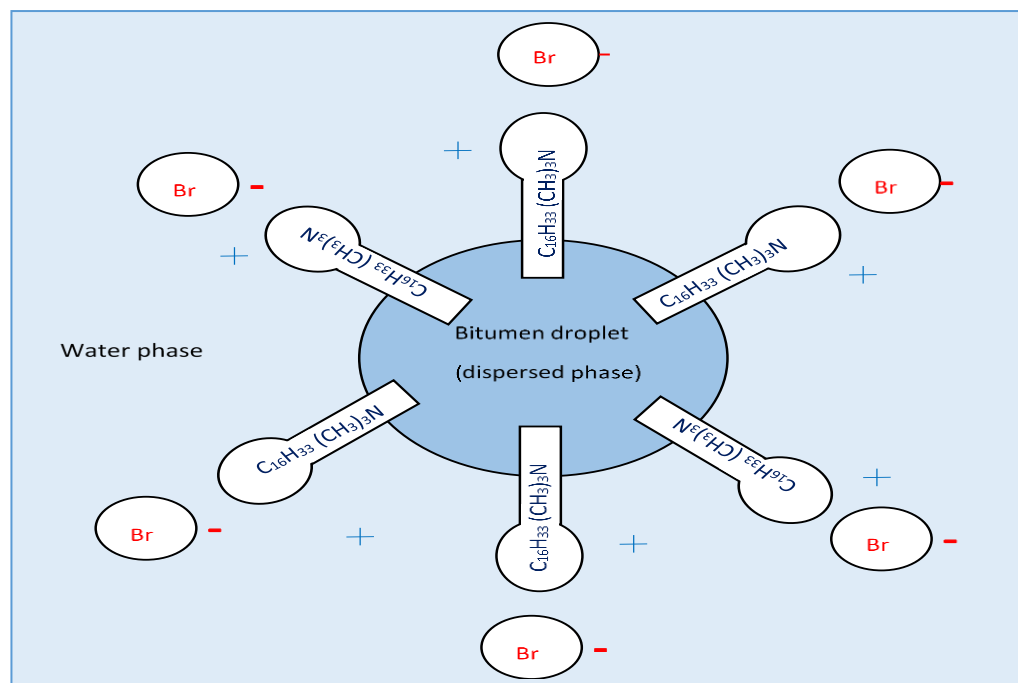 Br -
+
C₁₆H₃₃ (CH₃)₃N
Br -
Br -
C₁₆H₃₃ (CH₃)₃N
+
C₁₆H₃₃ (CH₃)₃N
+
Water phase
Bitumen droplet
(dispersed phase)
C₁₆H₃₃ (CH₃)₃N
C₁₆H₃₃ (CH₃)₃N
+
Br -
+
C₁₆H₃₃ (CH₃)₃N
+
Br -
Br -